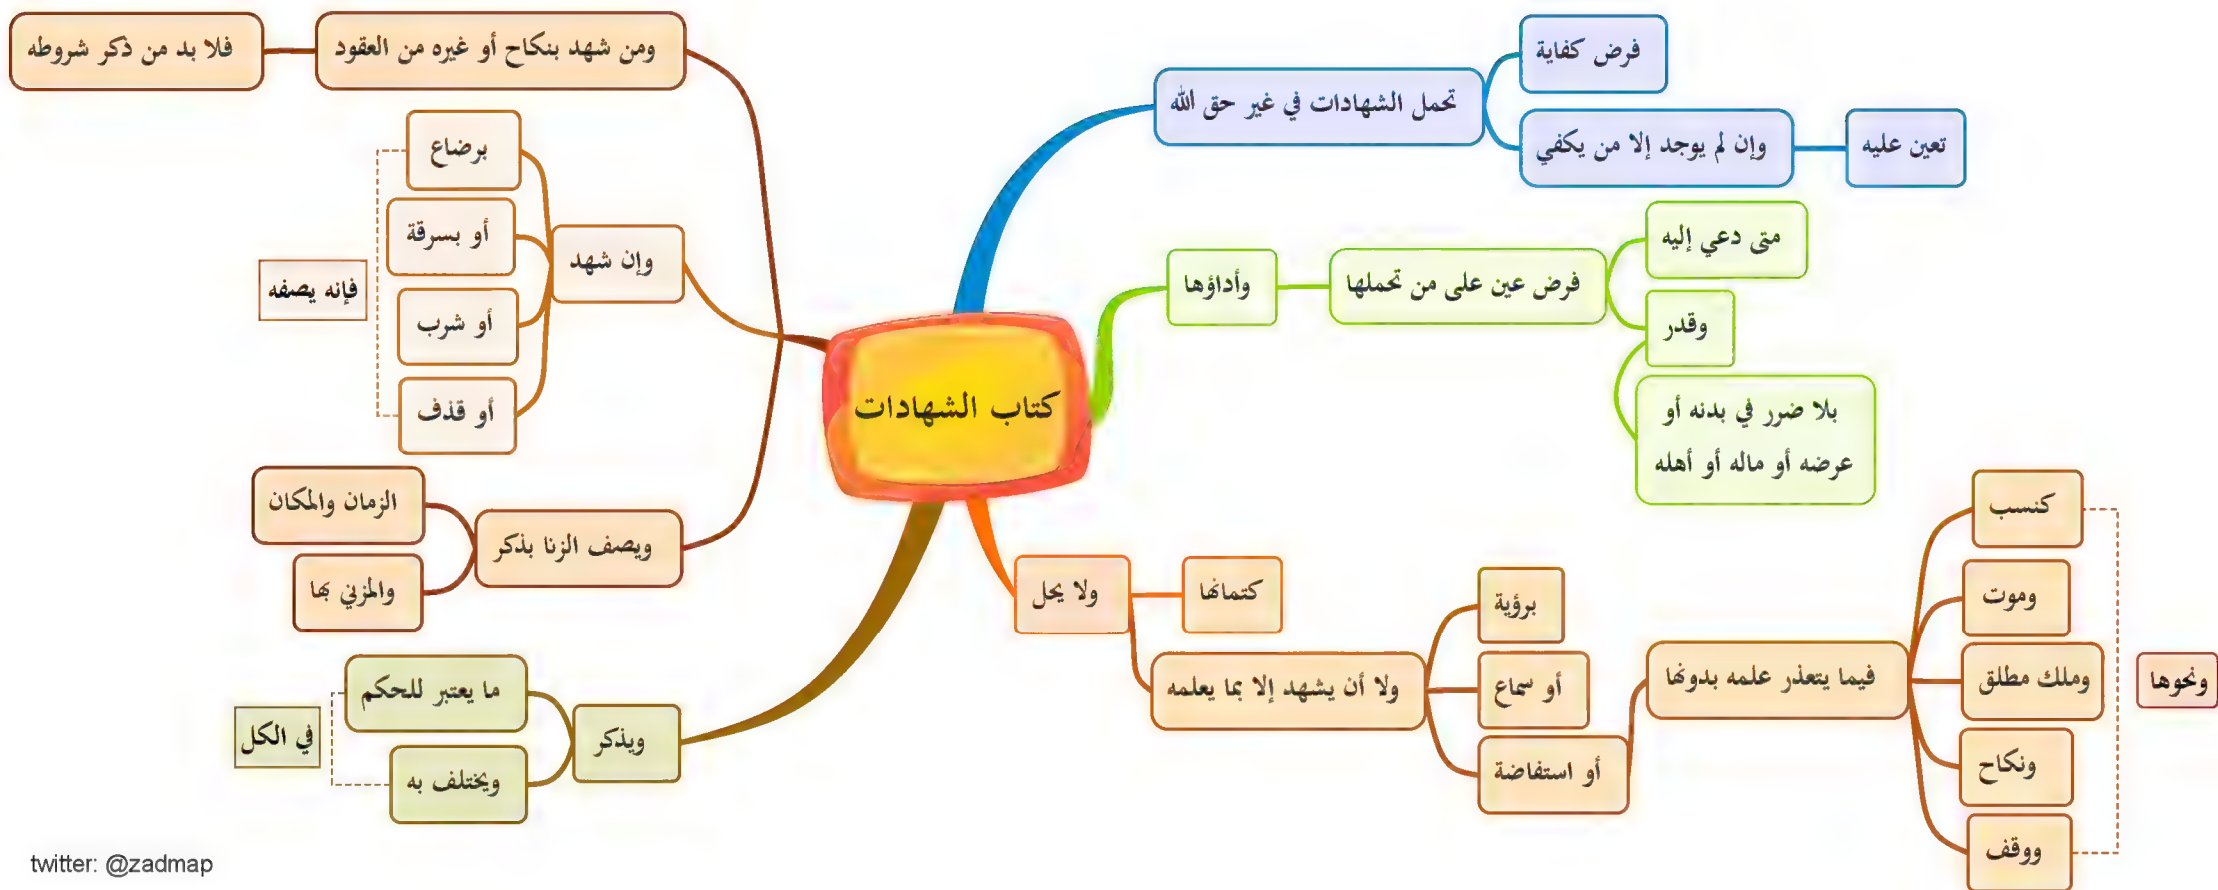 كتاب الشهادات
تحمل الشهادات في غير حق الله
فرض كفاية
وإن لم يوجد إلا من يكفي
تعين عليه
وأداؤها
فرض عين على من تحملها
متى دعي إليه
وقدر
بلا ضرر في بدنه أو
عرضه أو ماله أو أهله
ولا يحل
كتمانها
ولا أن يشهد إلا بما يعلمه
برؤية
أو سماع
أو استفاضة
فيما يتعذر علمه بدونها
كنسب
وموت
وملك مطلق
ونكاح
ووقف
ونحوها
ومن شهد بنكاح أو غيره من العقود
فلا بد من ذكر شروطه
وإن شهد
برضاع
أو بسرقة
أو شرب
أو قذف
فإنه يصفه
ويصف الزنا بذكر
الزمان والمكان
والمزني بها
ويذكر
ما يعتبر للحكم
ويختلف به
في الكل
twitter: @zadmap